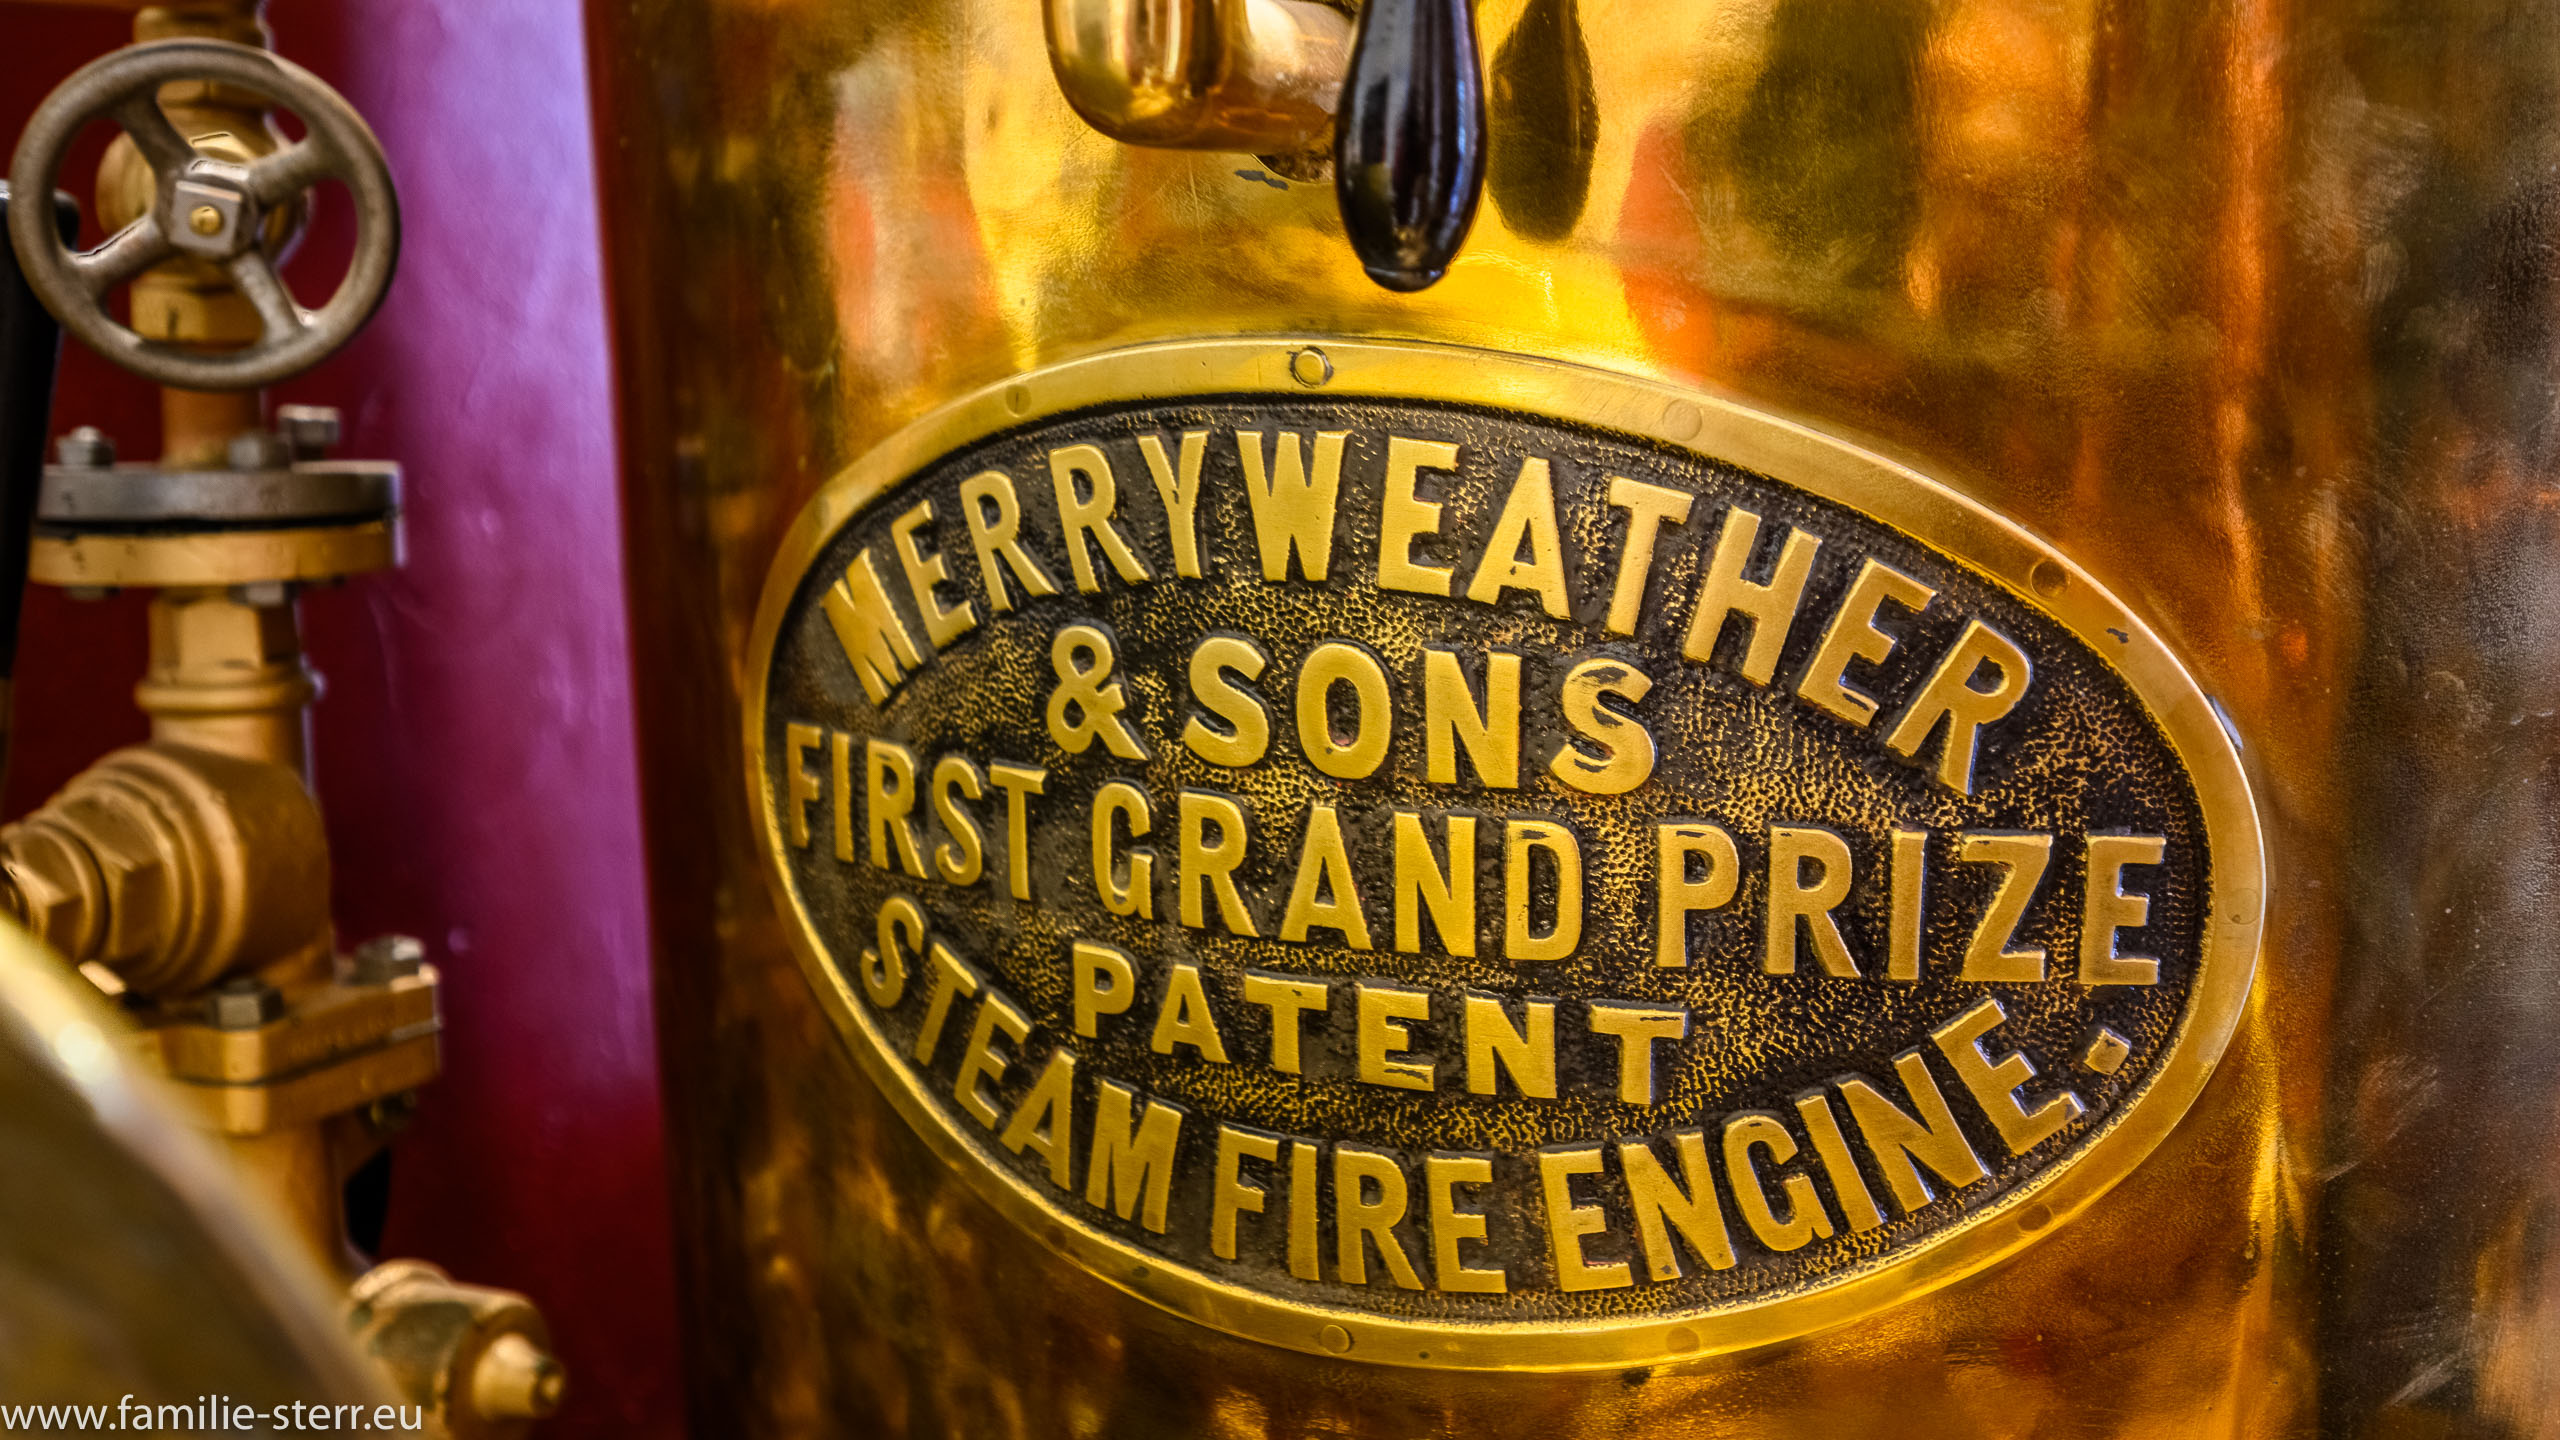 MERRYWEATHER
& SONS
FIRST GRAND PRIZE
PATENT
STEAM FIRE ENGINE.
www.familie-sterr.eu